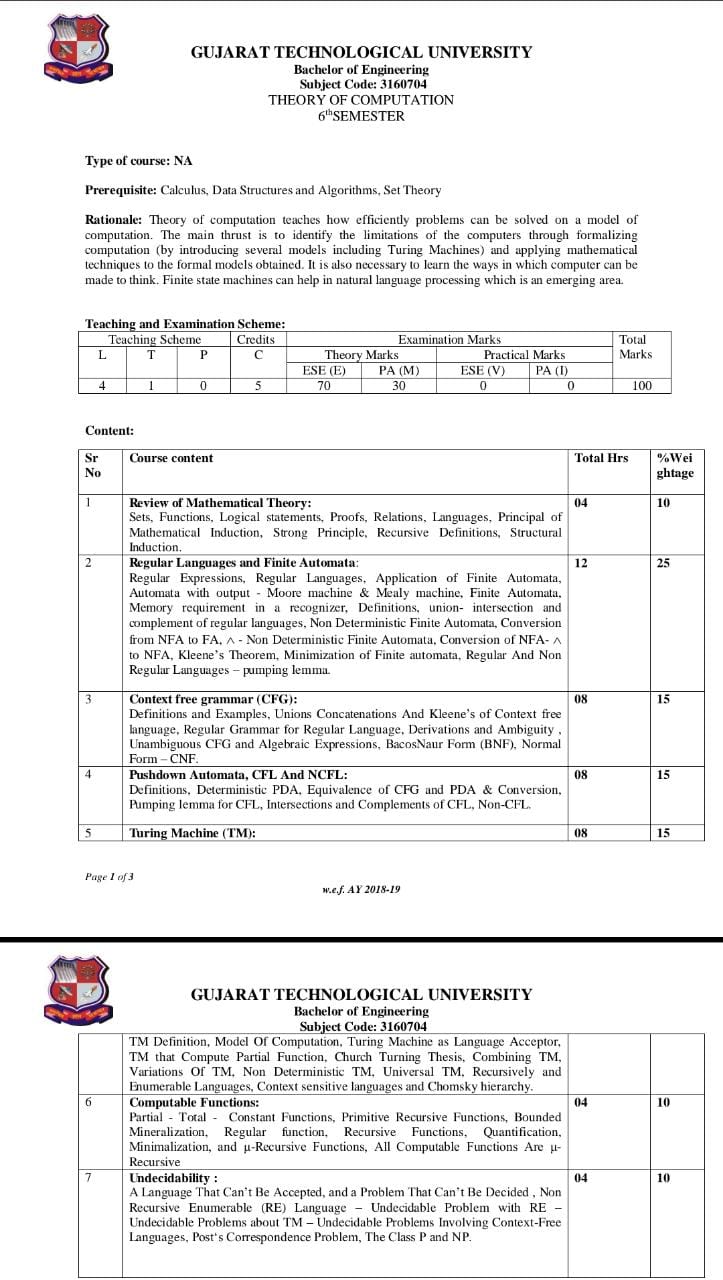 GUJARAT TECHNOLOGICAL UNIVERSITY
Bachelor of Engineering
Subject Code: 3160704
THEORY OF COMPUTATION
6thSEMESTER
Type of course: NA
Prerequisite: Calculus, Data Structures and Algorithms, Set Theory
Rationale: Theory of computation teaches how efficiently problems can be solved on a model of
computation. The main thrust is to identify the limitations of the computers through formalizing
computation (by introducing several models including Turing Machines) and applying mathematical
techniques to the formal models obtained. It is also necessary to learn the ways in which computer can be
made to think. Finite state machines can help in natural language processing which is an emerging area.
Teaching and Examination Scheme:
Teaching Scheme Credits Examination Marks Total
L T P C Theory Marks Practical Marks Marks
ESE (E) PA (M) ESE (V) PA (I)
4 1 0 5 70 30 0 0 100
Content:
Sr Course content Total Hrs %Wei
No ghtage
1 Review of Mathematical Theory: 04 10
Sets, Functions, Logical statements, Proofs, Relations, Languages, Principal of
Mathematical Induction, Strong Principle, Recursive Definitions, Structural
Induction.
2 Regular Languages and Finite Automata: 12 25
Regular Expressions, Regular Languages, Application of Finite Automata,
Automata with output - Moore machine & Mealy machine, Finite Automata,
Memory requirement in a recognizer, Definitions, union- intersection and
complement of regular languages, Non Deterministic Finite Automata, Conversion
from NFA to FA, ∧ - Non Deterministic Finite Automata, Conversion of NFA- ∧
to NFA, Kleene's Theorem, Minimization of Finite automata, Regular And Non
Regular Languages – pumping lemma.
3 Context free grammar (CFG): 08 15
Definitions and Examples, Unions Concatenations And Kleene's of Context free
language, Regular Grammar for Regular Language, Derivations and Ambiguity ,
Unambiguous CFG and Algebraic Expressions, BacosNaur Form (BNF), Normal
Form – CNF.
4 Pushdown Automata, CFL And NCFL: 08 15
Definitions, Deterministic PDA, Equivalence of CFG and PDA & Conversion,
Pumping lemma for CFL, Intersections and Complements of CFL, Non-CFL.
5 Turing Machine (TM): 08 15
Page 1 of 3
w.e.f. AY 2018-19
GUJARAT TECHNOLOGICAL UNIVERSITY
Bachelor of Engineering
Subject Code: 3160704
TM Definition, Model Of Computation, Turing Machine as Language Acceptor,
TM that Compute Partial Function, Church Turning Thesis, Combining TM,
Variations Of TM, Non Deterministic TM, Universal TM, Recursively and
Enumerable Languages, Context sensitive languages and Chomsky hierarchy.
6 Computable Functions: 04 10
Partial - Total - Constant Functions, Primitive Recursive Functions, Bounded
Mineralization, Regular function, Recursive Functions, Quantification,
Minimalization, and μ-Recursive Functions, All Computable Functions Are μ-
Recursive
7 Undecidability : 04 10
A Language That Can't Be Accepted, and a Problem That Can't Be Decided , Non
Recursive Enumerable (RE) Language – Undecidable Problem with RE –
Undecidable Problems about TM – Undecidable Problems Involving Context-Free
Languages, Post's Correspondence Problem, The Class P and NP.